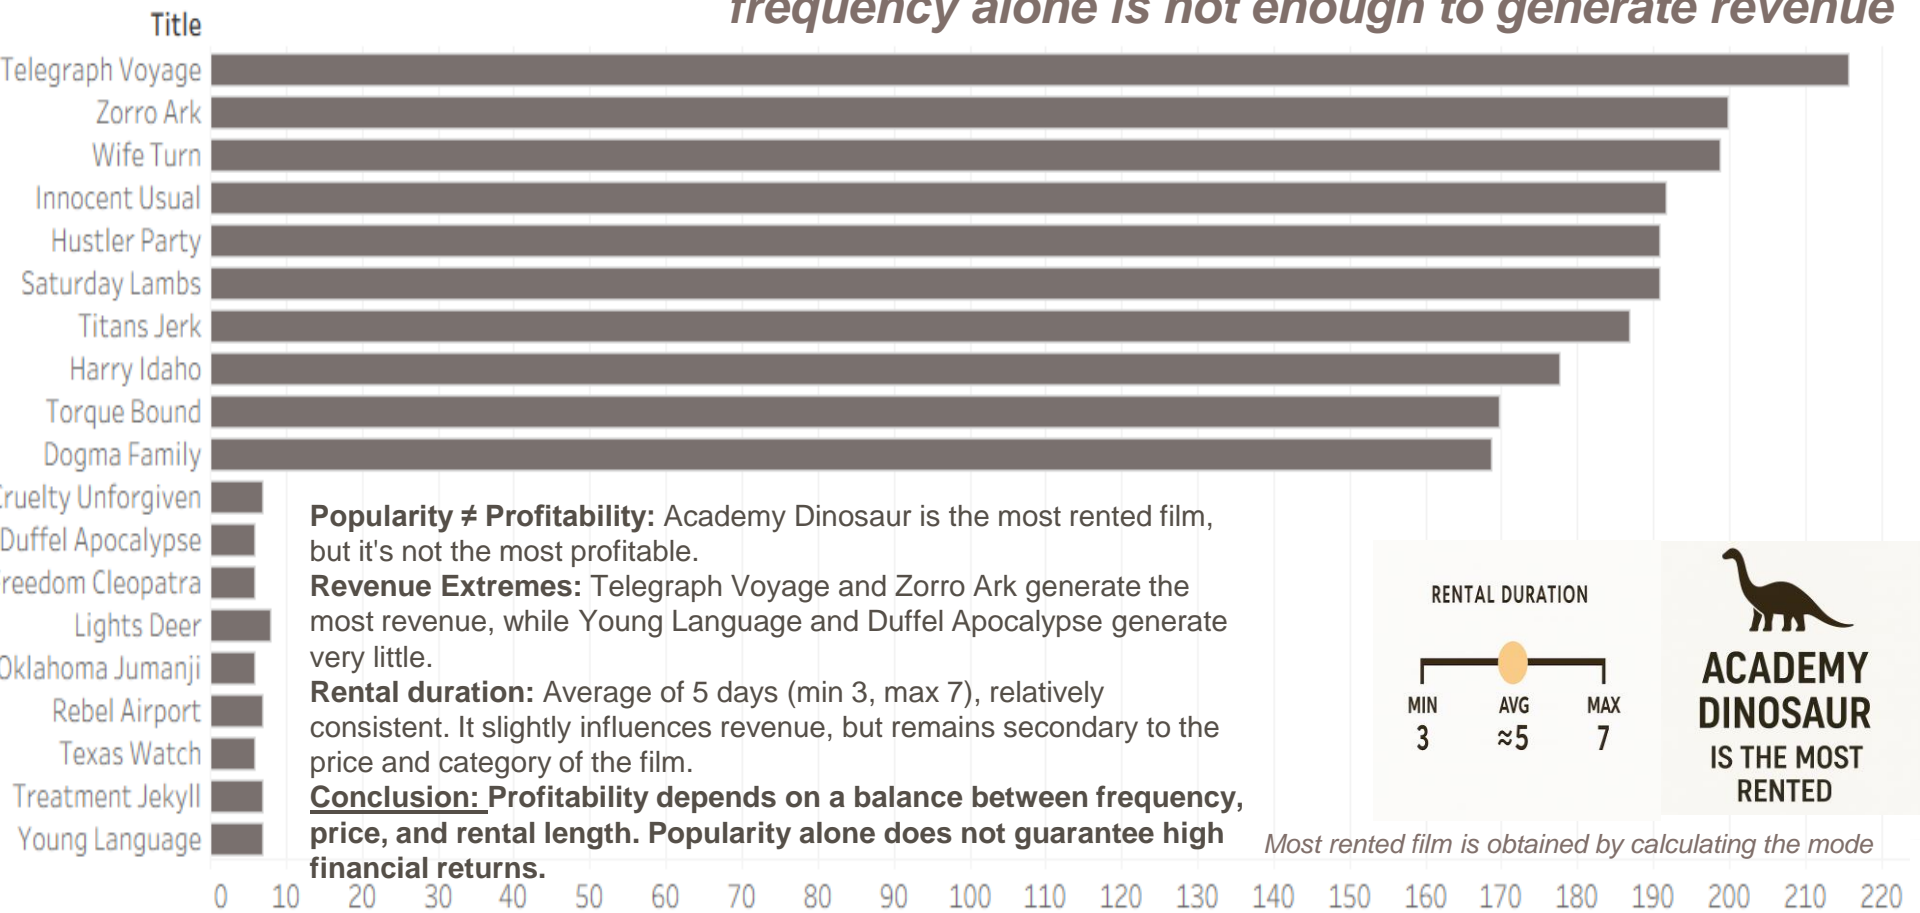 frequency alone is not enough to generate revenue
Title
Telegraph Voyage
Zorro Ark
Wife Turn
Innocent Usual
Hustler Party
Saturday Lambs
Titans Jerk
Harry Idaho
Torque Bound
Dogma Family
Cruelty Unforgiven
Duffel Apocalypse
Freedom Cleopatra
Lights Deer
Oklahoma Jumanji
Rebel Airport
Texas Watch
Treatment Jekyll
Young Language
Popularity ≠ Profitability: Academy Dinosaur is the most rented film,
but it's not the most profitable.
Revenue Extremes: Telegraph Voyage and Zorro Ark generate the
most revenue, while Young Language and Duffel Apocalypse generate
very little.
Rental duration: Average of 5 days (min 3, max 7), relatively
consistent. It slightly influences revenue, but remains secondary to the
price and category of the film.
Conclusion: Profitability depends on a balance between frequency,
price, and rental length. Popularity alone does not guarantee high
financial returns.
RENTAL DURATION
MIN AVG MAX
3 ≈5 7
ACADEMY
DINOSAUR
IS THE MOST
RENTED
Most rented film is obtained by calculating the mode
0 10 20 30 40 50 60 70 80 90 100 110 120 130 140 150 160 170 180 190 200 210 220